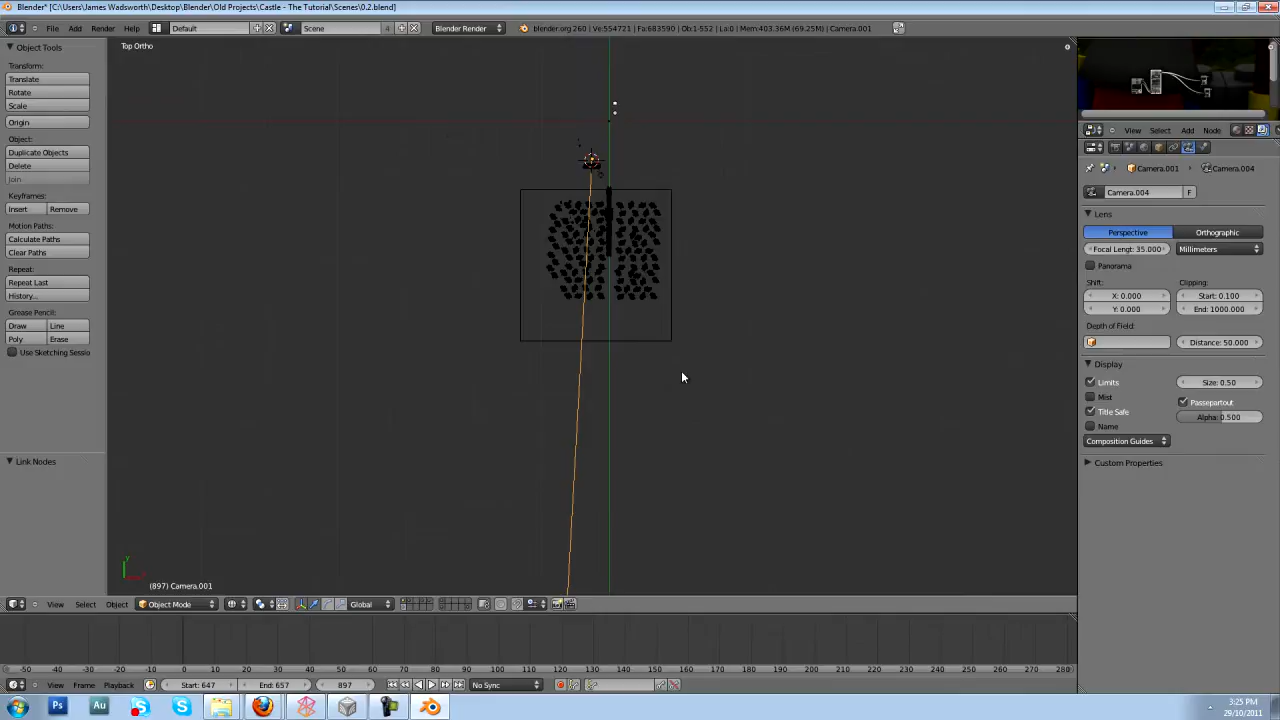 Blender* [C:\Users\James Wadsworth\Desktop\Blender\Old Projects\Castle - The Tutorial\Scenes\0.2.blend]
File Add Render Help Default Scene 4 Blender Render blender.org 260 | Ve:554721 | Fa:683590 | Ob:1-552 | La:0 | Mem:403.36M (69.25M) | Camera.001
Object Tools
Transform:
Translate
Rotate
Scale
Origin
Object:
Duplicate Objects
Delete
Join
Keyframes:
Insert Remove
Motion Paths:
Calculate Paths
Clear Paths
Repeat:
Repeat Last
History...
Grease Pencil:
Draw Line
Poly Erase
Use Sketching Sessio
Link Nodes
Top Ortho
y
(897) Camera.001
View Select Object Object Mode Global
View Select Add Node
Camera.001 Camera.004
Camera.004 F
Lens
Perspective Orthographic
Focal Lengt: 35.000 Millimeters
Panorama
Shift: Clipping:
X: 0.000 Start: 0.100
Y: 0.000 End: 1000.000
Depth of Field:
Distance: 50.000
Display
Limits Size: 0.50
Mist Passepartout
Title Safe Alpha: 0.500
Name
Composition Guides
Custom Properties
-50 -40 -30 -20 -10 0 10 20 30 40 50 60 70 80 90 100 110 120 130 140 150 160 170 180 190 200 210 220 230 240 250 260 270 280
View Frame Playback Start: 647 End: 657 897 No Sync
Ps Au
3:25 PM
29/10/2011